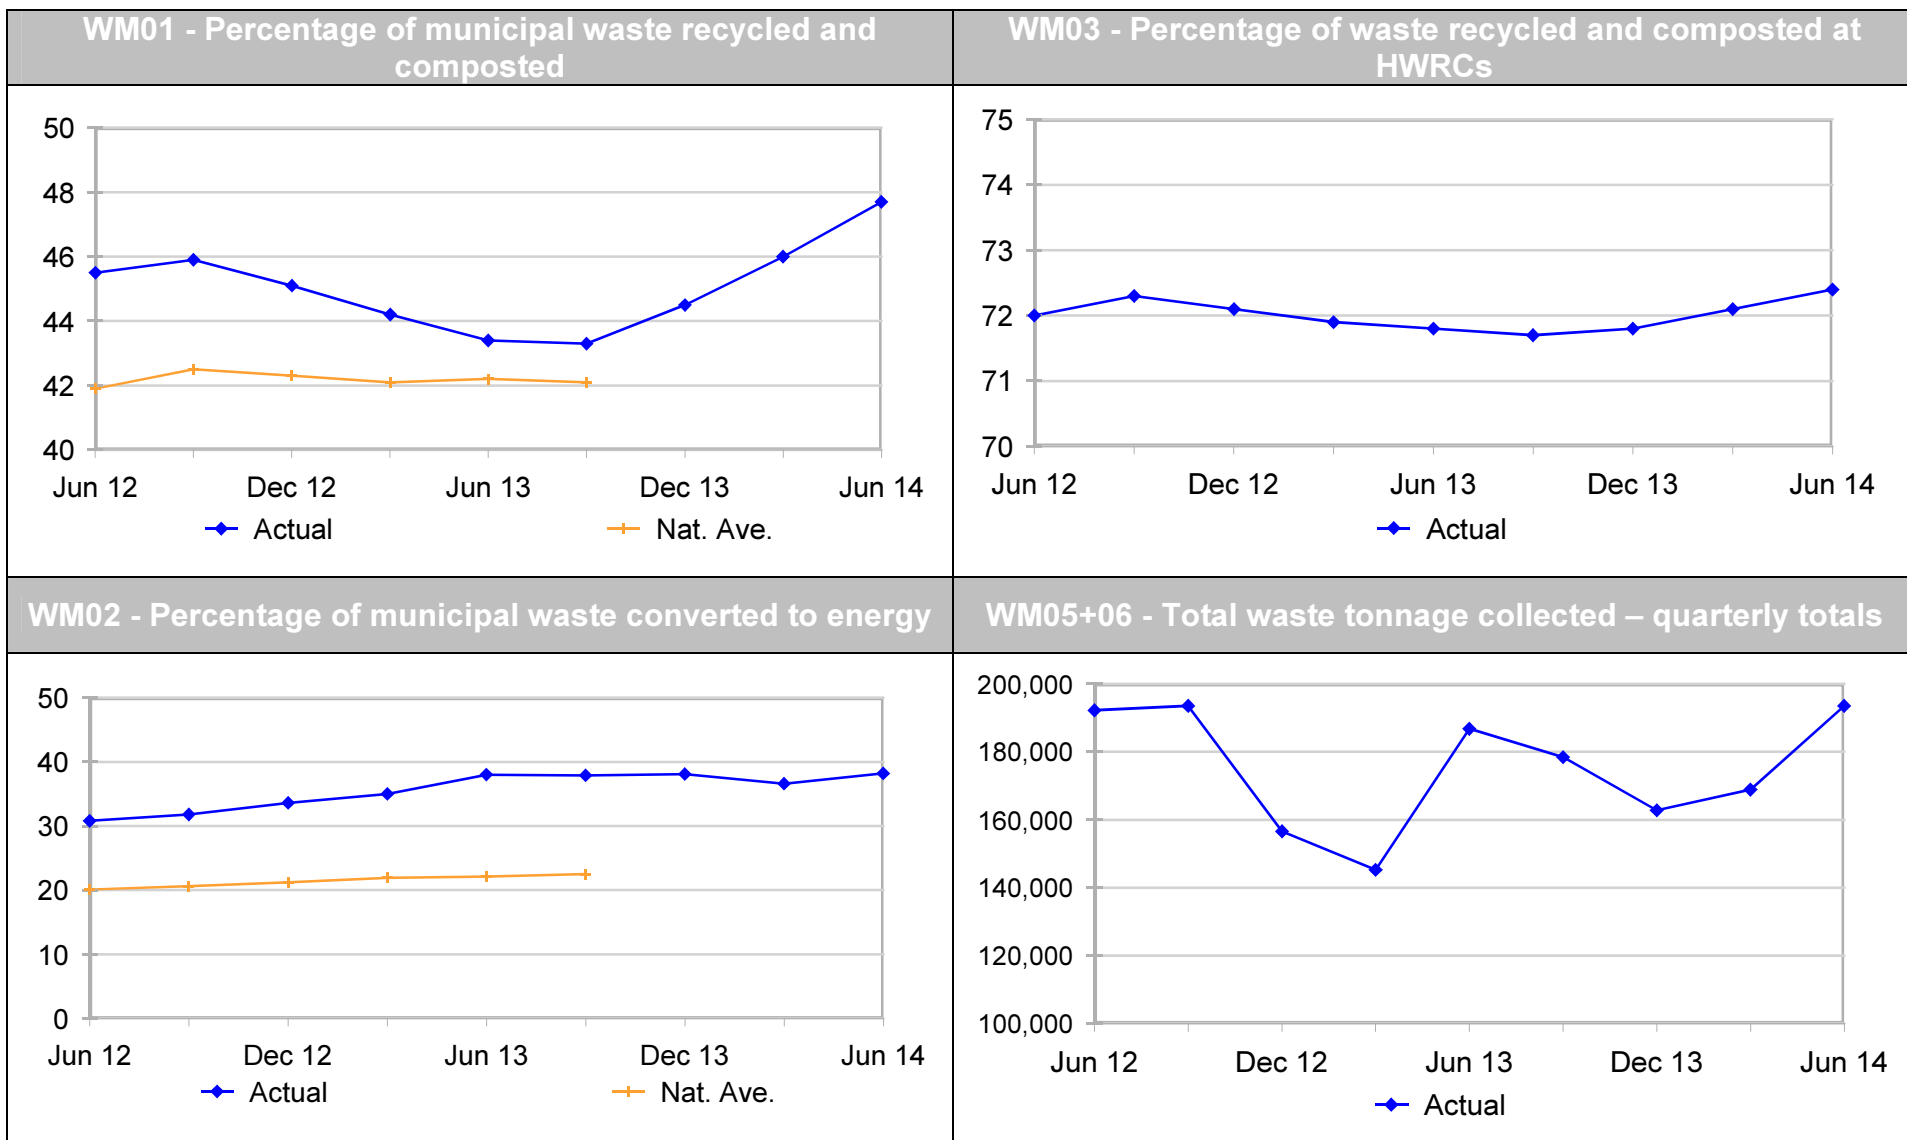 WM01 - Percentage of municipal waste recycled and
composted
50
48
46
44
42
40
Jun 12 Dec 12 Jun 13 Dec 13 Jun 14
Actual Nat. Ave.
WM03 - Percentage of waste recycled and composted at
HWRCs
75
74
73
72
71
70
Jun 12 Dec 12 Jun 13 Dec 13 Jun 14
Actual
WM02 - Percentage of municipal waste converted to energy
50
40
30
20
10
0
Jun 12 Dec 12 Jun 13 Dec 13 Jun 14
Actual Nat. Ave.
WM05+06 - Total waste tonnage collected – quarterly totals
200,000
180,000
160,000
140,000
120,000
100,000
Jun 12 Dec 12 Jun 13 Dec 13 Jun 14
Actual